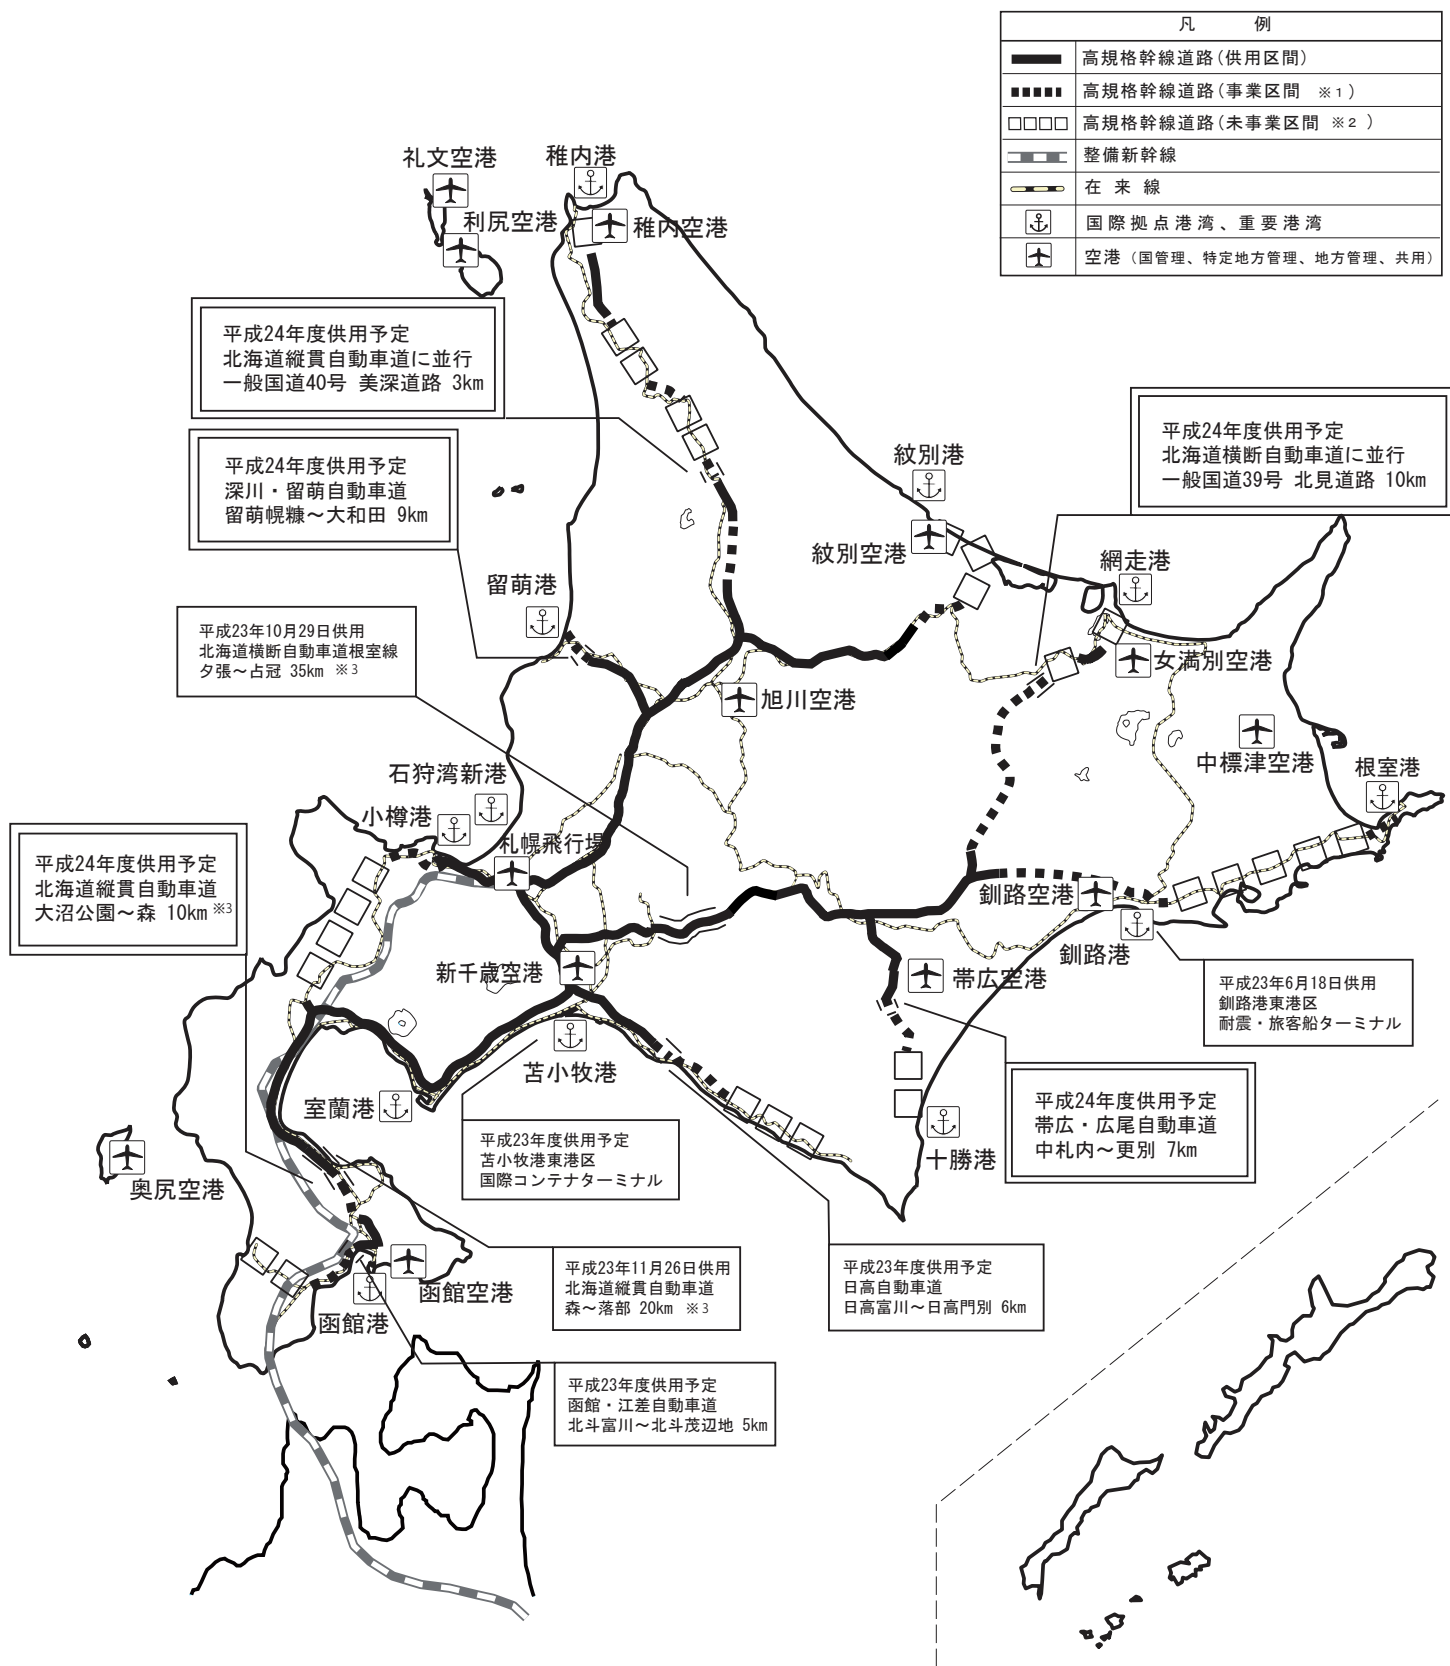 凡　例
高規格幹線道路(供用区間)
高規格幹線道路(事業区間　※1)
高規格幹線道路(未事業区間 ※2 )
整備新幹線
在 来 線
国際拠点港湾、重要港湾
空港 (国管理、特定地方管理、地方管理、共用)
礼文空港
稚内港
利尻空港
稚内空港
平成24年度供用予定
北海道縦貫自動車道に並行
一般国道40号 美深道路 3km
平成24年度供用予定
北海道横断自動車道に並行
一般国道39号 北見道路 10km
平成24年度供用予定
深川・留萌自動車道
留萌幌糠～大和田 9km
紋別港
紋別空港
網走港
留萌港
平成23年10月29日供用
北海道横断自動車道根室線
夕張～占冠 35km ※3
女満別空港
旭川空港
中標津空港
根室港
石狩湾新港
小樽港
札幌飛行場
平成24年度供用予定
北海道縦貫自動車道
大沼公園～森 10km ※3
釧路空港
釧路港
新千歳空港
帯広空港
平成23年6月18日供用
釧路港東港区
耐震・旅客船ターミナル
苫小牧港
室蘭港
平成24年度供用予定
帯広・広尾自動車道
中札内～更別 7km
十勝港
平成23年度供用予定
苫小牧港東港区
国際コンテナターミナル
奥尻空港
平成23年11月26日供用
北海道縦貫自動車道
森～落部 20km ※3
平成23年度供用予定
日高自動車道
日高富川～日高門別 6km
函館空港
函館港
平成23年度供用予定
函館・江差自動車道
北斗富川～北斗茂辺地 5km